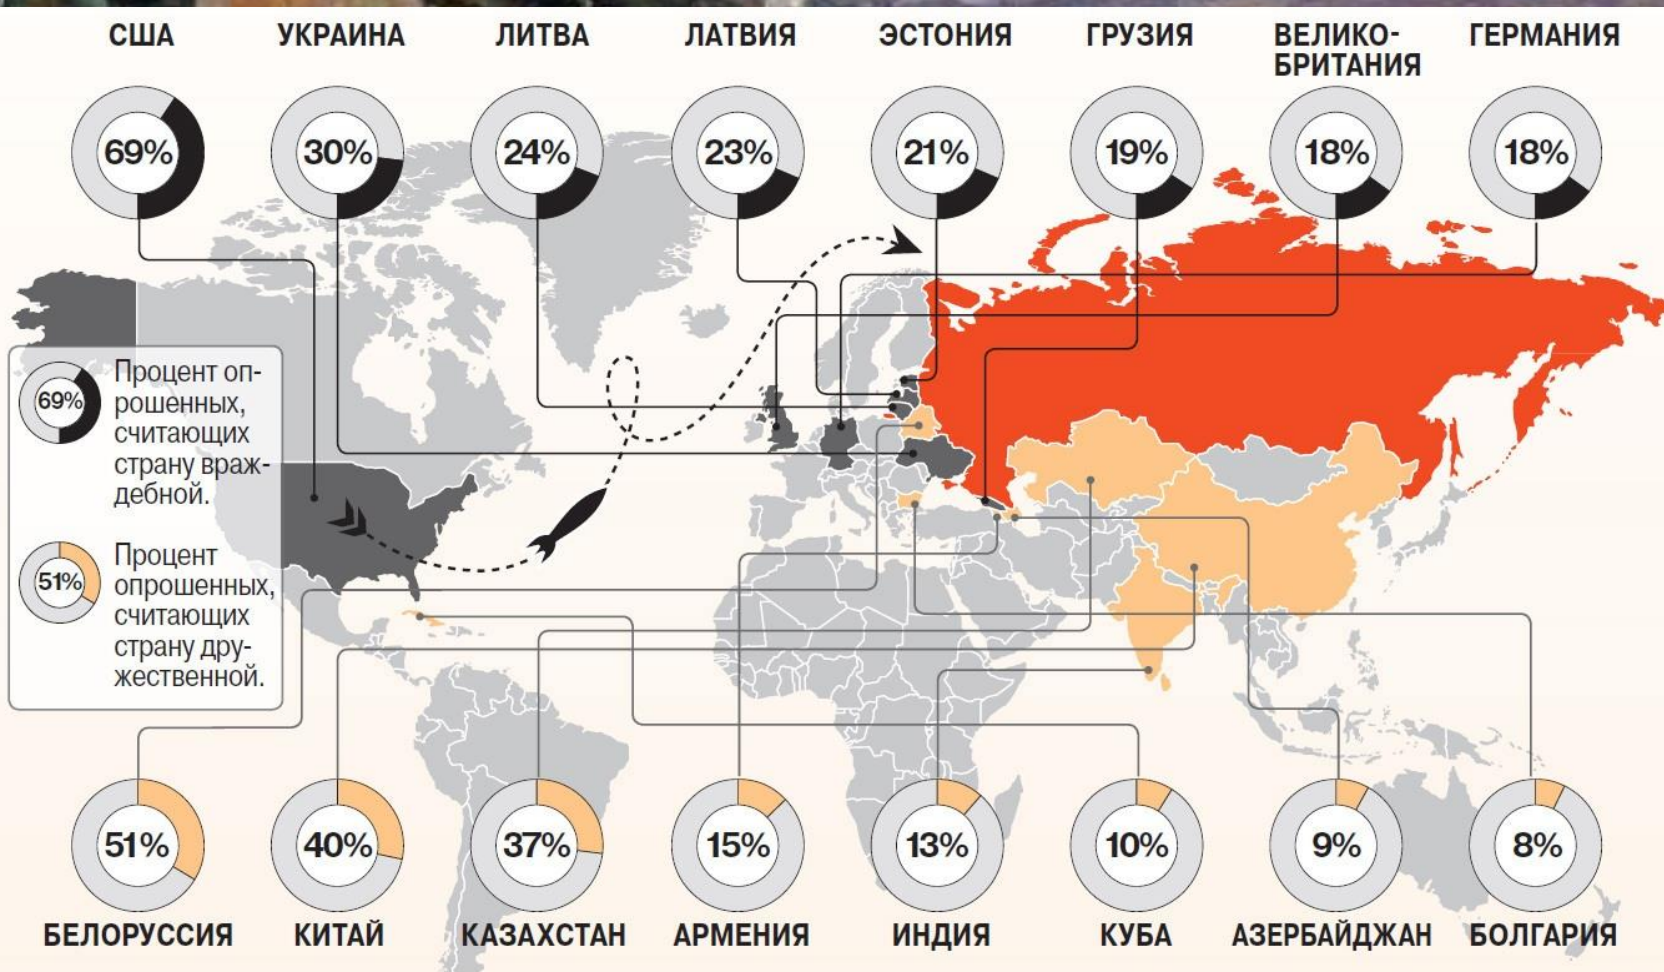 США
УКРАИНА
ЛИТВА
ЛАТВИЯ
ЭСТОНИЯ
ГРУЗИЯ
ВЕЛИКО-
БРИТАНИЯ
ГЕРМАНИЯ
69%
30%
24%
23%
21%
19%
18%
18%
69%
Процент оп-
рошенных,
считающих
страну враж-
дебной.
51%
Процент
опрошенных,
считающих
страну дру-
жественной.
51%
40%
37%
15%
13%
10%
9%
8%
БЕЛОРУССИЯ
КИТАЙ
КАЗАХСТАН
АРМЕНИЯ
ИНДИЯ
КУБА
АЗЕРБАЙДЖАН
БОЛГАРИЯ